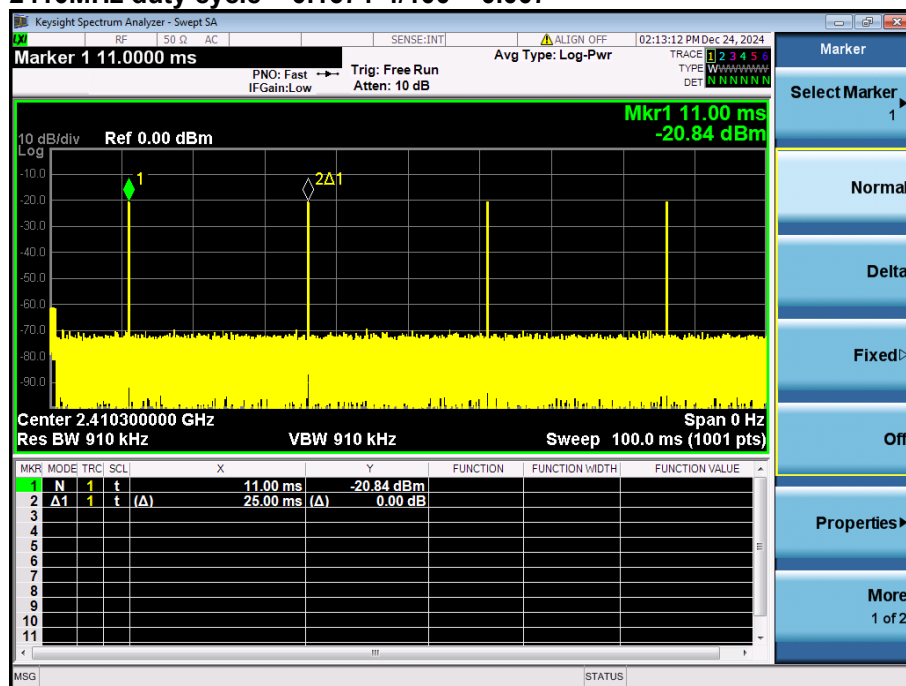 Keysight Spectrum Analyzer - Swept SA
LXI RF 50 Ω AC SENSE:INT ALIGN OFF 02:13:12 PM Dec 24, 2024
Marker 1 11.0000 ms
PNO: Fast
IFGain:Low
Trig: Free Run
Atten: 10 dB
Avg Type: Log-Pwr
TRACE 1 2 3 4 5 6
TYPE WWWWWW
DET N N N N N N
Mkr1 11.00 ms
-20.84 dBm
10 dB/div Ref 0.00 dBm
Log
-10.0
-20.0
-30.0
-40.0
-50.0
-60.0
-70.0
-80.0
-90.0
1
2Δ1
Center 2.410300000 GHz Span 0 Hz
Res BW 910 kHz VBW 910 kHz Sweep 100.0 ms (1001 pts)
MKR MODE TRC SCL X Y FUNCTION FUNCTION WIDTH FUNCTION VALUE
1 N 1 t 11.00 ms -20.84 dBm
2 Δ1 1 t (Δ) 25.00 ms (Δ) 0.00 dB
3
4
5
6
7
8
9
10
11
MSG STATUS
Marker
Select Marker
1
Normal
Delta
Fixed
Off
Properties
More
1 of 2